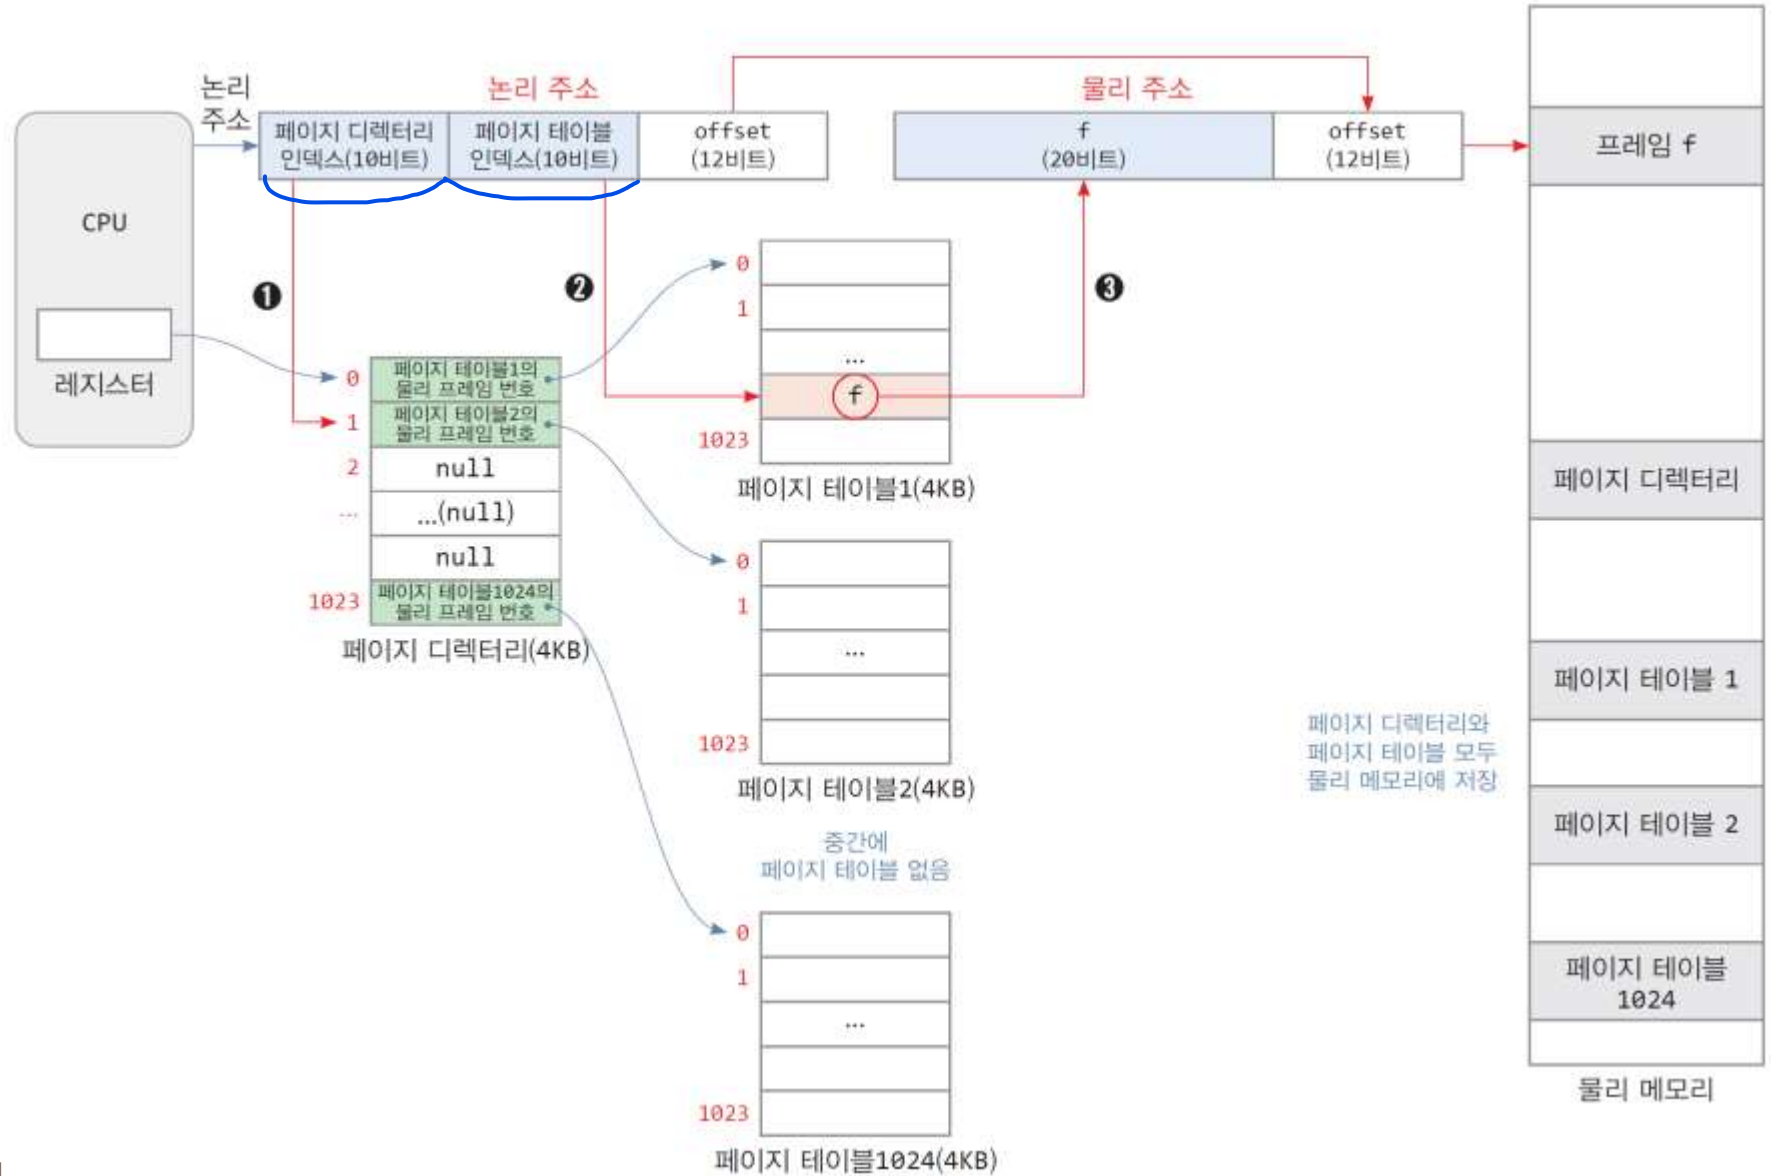 논리
주소
논리 주소
물리 주소
페이지 디렉터리
인덱스(10비트)
페이지 테이블
인덱스(10비트)
offset
(12비트)
f
(20비트)
offset
(12비트)
프레임 f
CPU
레지스터
❶
❷
❸
0
페이지 테이블1의
물리 프레임 번호
1
페이지 테이블2의
물리 프레임 번호
2
null
...
...(null)
null
1023
페이지 테이블1024의
물리 프레임 번호
페이지 디렉터리(4KB)
0
1
...
f
1023
페이지 테이블1(4KB)
0
1
...
1023
페이지 테이블2(4KB)
중간에
페이지 테이블 없음
0
1
...
1023
페이지 테이블1024(4KB)
페이지 디렉터리와
페이지 테이블 모두
물리 메모리에 저장
페이지 디렉터리
페이지 테이블 1
페이지 테이블 2
페이지 테이블
1024
물리 메모리